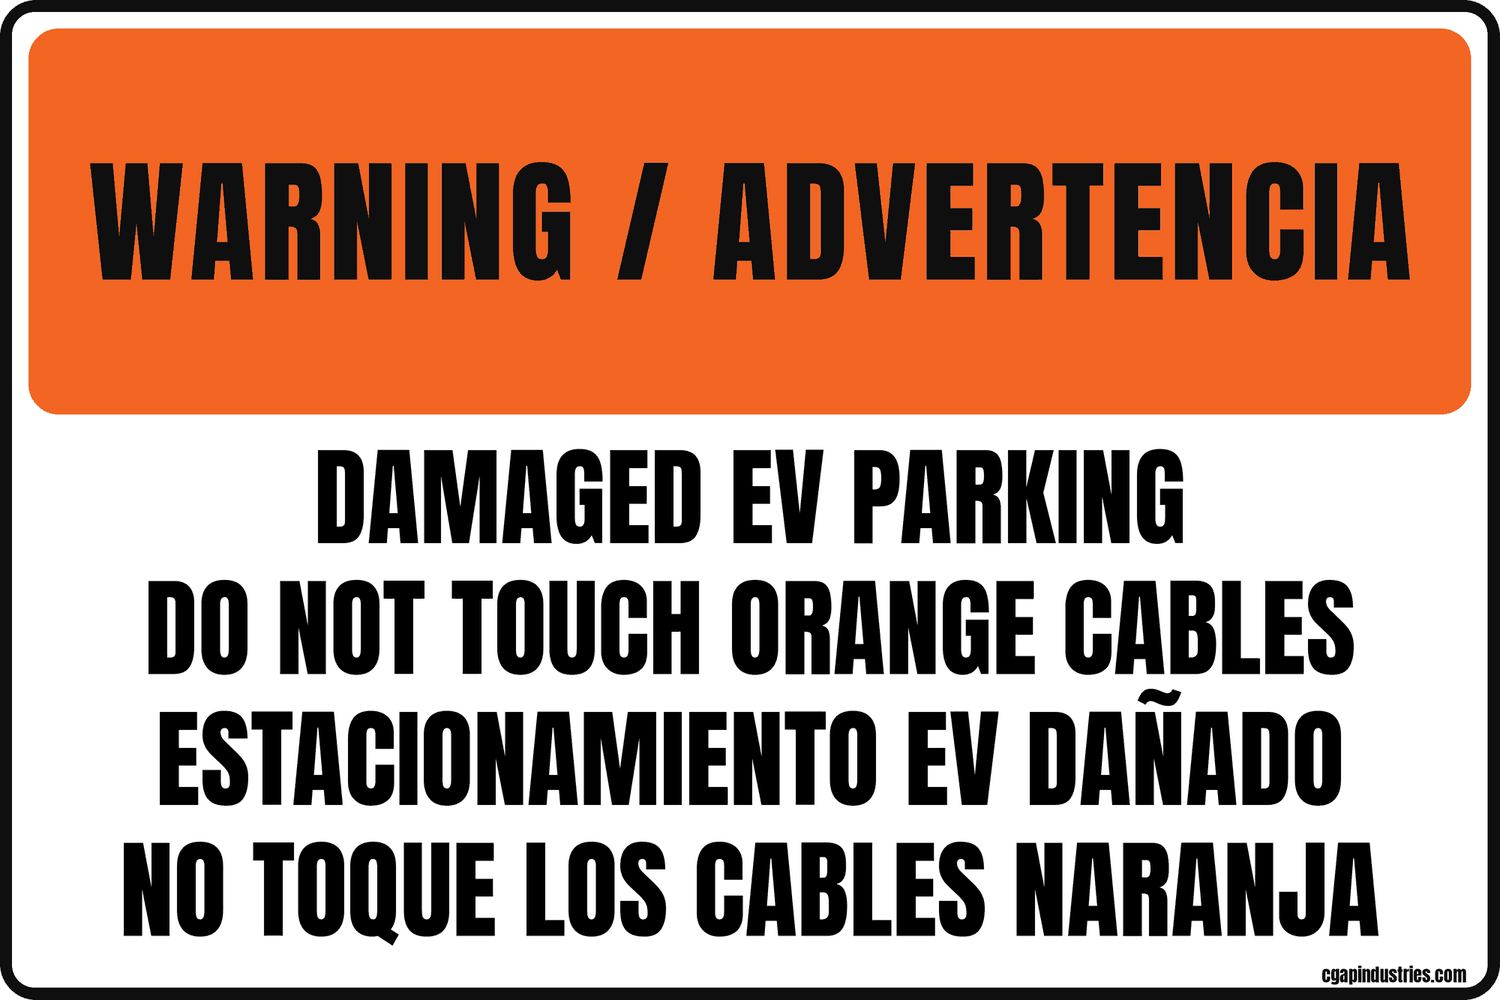 WARNING / ADVERTENCIA
DAMAGED EV PARKING
DO NOT TOUCH ORANGE CABLES
ESTACIONAMIENTO EV DAÑADO
NO TOQUE LOS CABLES NARANJA
cgapindustries.com